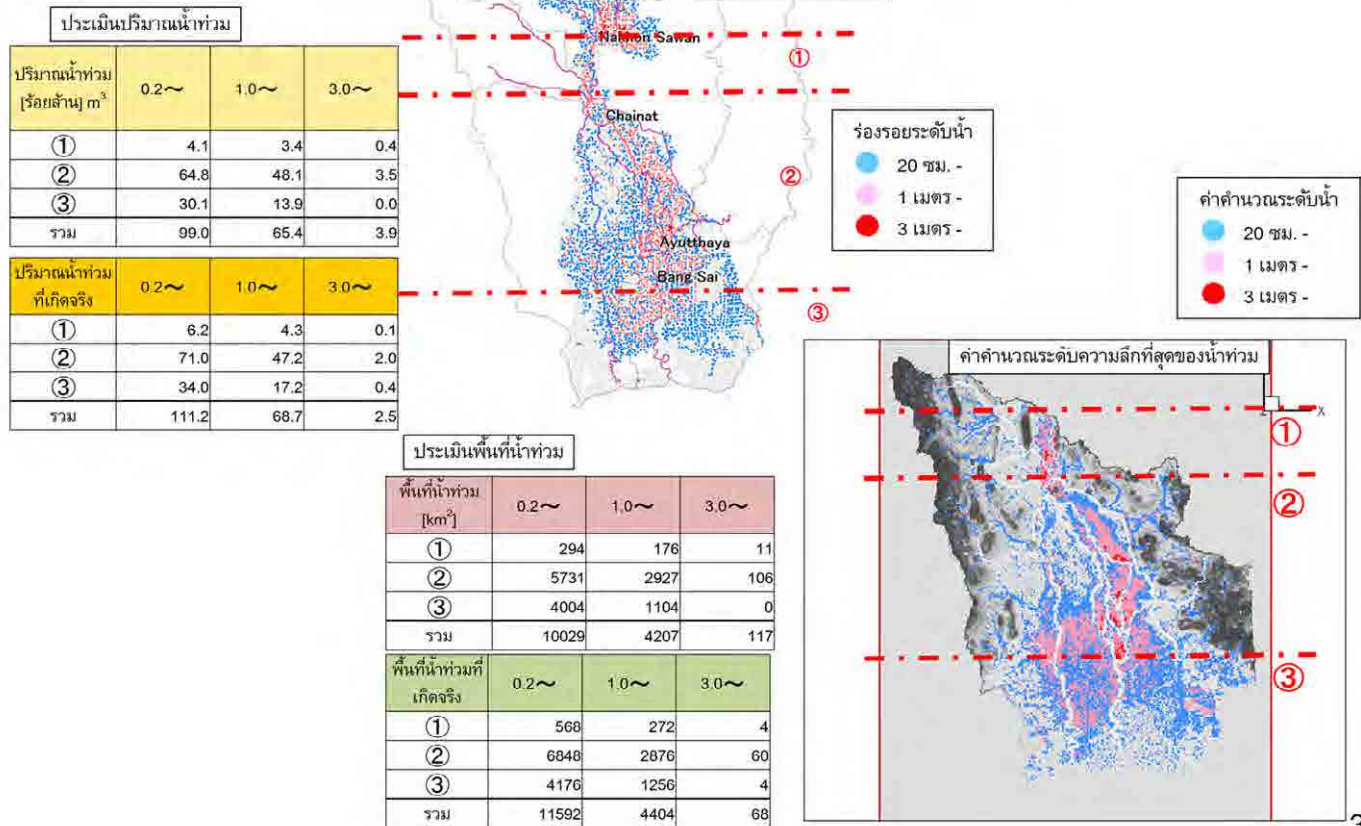 ประเมินปริมาณน้ำท่วม
ปริมาณน้ำท่วม [ร้อยล้าน] m³ 0.2～ 1.0～ 3.0～
① 4.1 3.4 0.4
② 64.8 48.1 3.5
③ 30.1 13.9 0.0
รวม 99.0 65.4 3.9
ปริมาณน้ำท่วมที่เกิดจริง 0.2～ 1.0～ 3.0～
① 6.2 4.3 0.1
② 71.0 47.2 2.0
③ 34.0 17.2 0.4
รวม 111.2 68.7 2.5
Nakhon Sawan
①
Chainat
②
Ayutthaya
Bang Sai
③
ร่องรอยระดับน้ำ
20 ซม. -
1 เมตร -
3 เมตร -
ค่าคำนวณระดับน้ำ
20 ซม. -
1 เมตร -
3 เมตร -
ประเมินพื้นที่น้ำท่วม
พื้นที่น้ำท่วม [km²] 0.2～ 1.0～ 3.0～
① 294 176 11
② 5731 2927 106
③ 4004 1104 0
รวม 10029 4207 117
พื้นที่น้ำท่วมที่เกิดจริง 0.2～ 1.0～ 3.0～
① 568 272 4
② 6848 2876 60
③ 4176 1256 4
รวม 11592 4404 68
ค่าคำนวณระดับความลึกที่สุดของน้ำท่วม
X
①
②
③